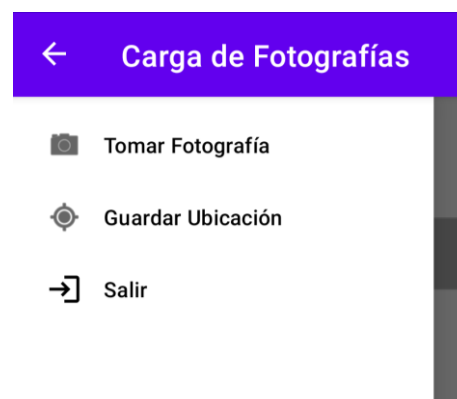 Carga de Fotografías
Tomar Fotografía
Guardar Ubicación
Salir